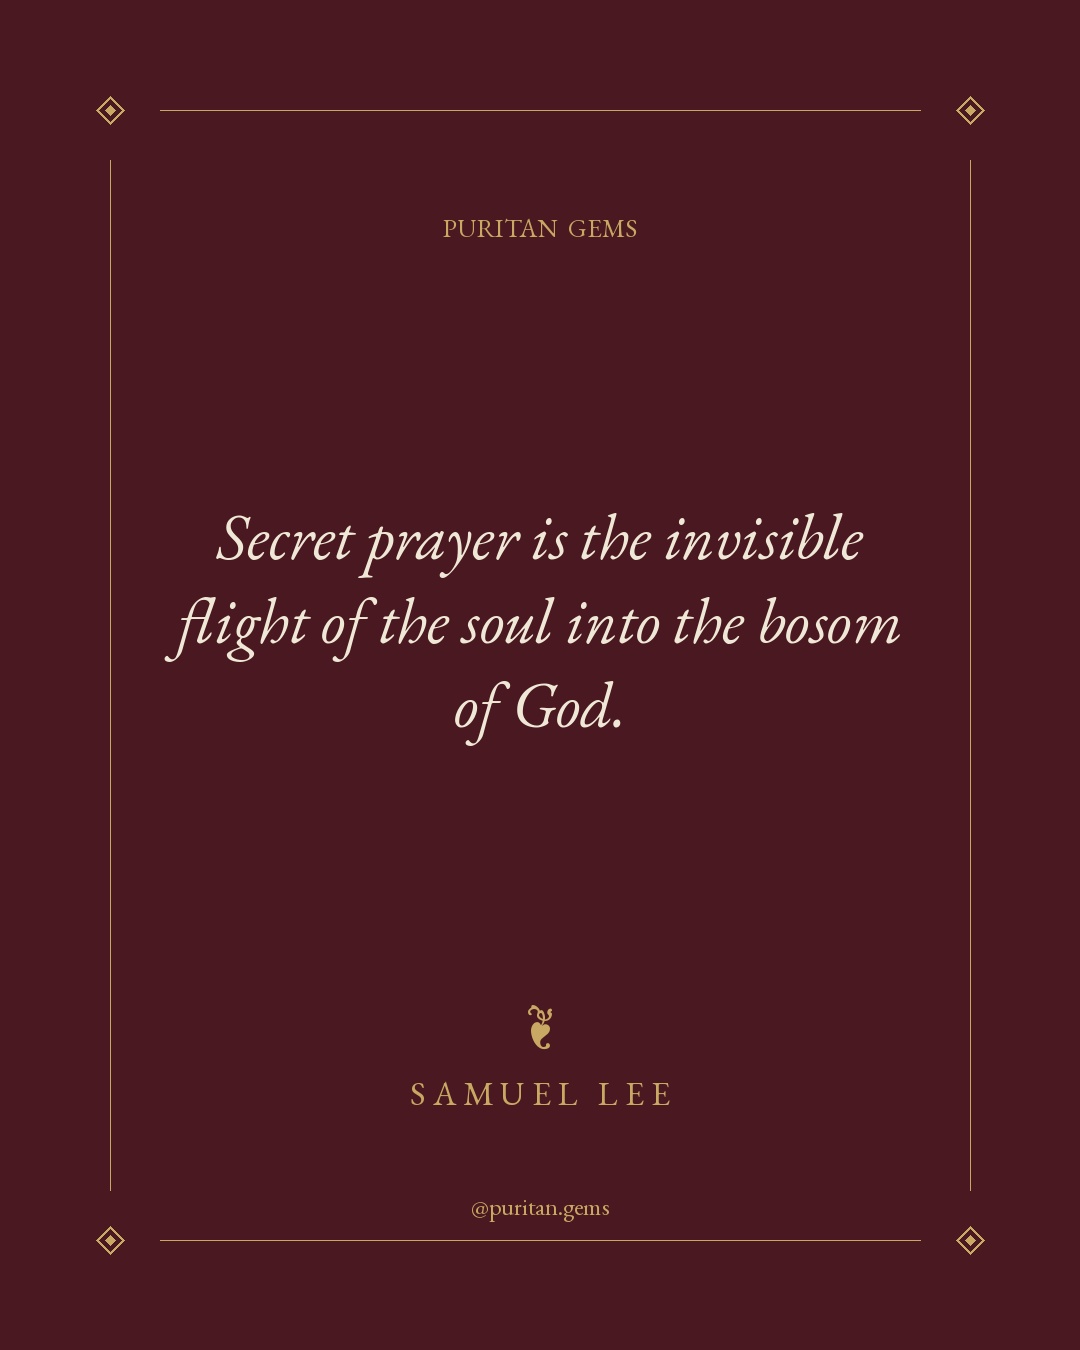 PURITAN GEMS
Secret prayer is the invisible
flight of the soul into the bosom
of God.
SAMUEL LEE
@puritan.gems